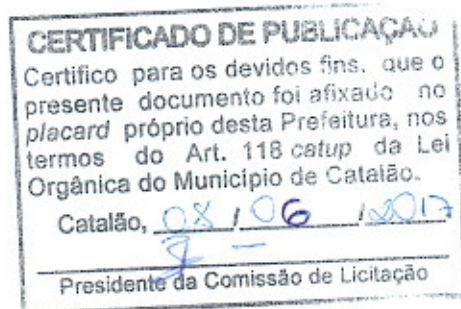 CERTIFICADO DE PUBLICAÇÃO
Certifico para os devidos fins, que o
presente documento foi afixado no
placard próprio desta Prefeitura, nos
termos do Art. 118 catup da Lei
Orgânica do Municipio de Catalão.
Catalão, 08 / 06 / 2017
Presidente da Comissão de Licitação